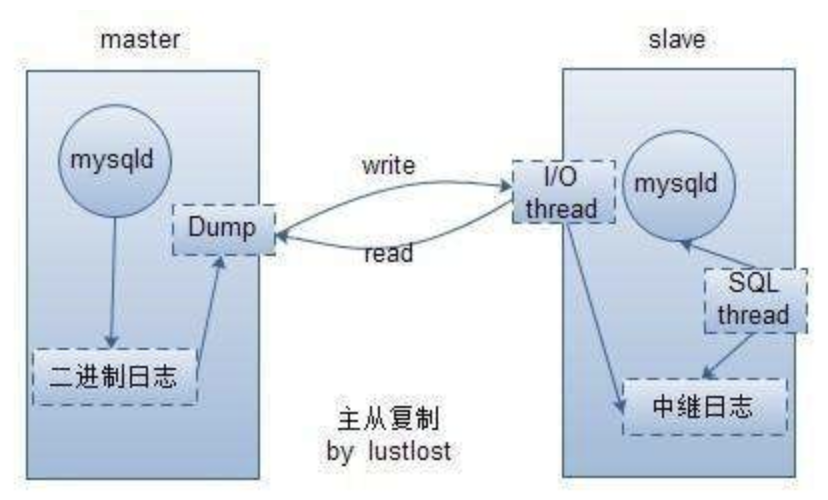 master
slave
mysqld
write
I/O
thread
mysqld
Dump
read
SQL
thread
二进制日志
中继日志
主从复制
by lustlost